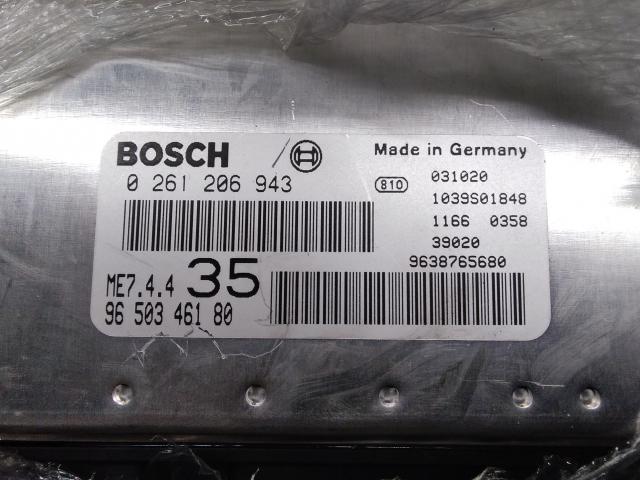 BOSCH
0 261 206 943
ME7.4.4 35
96 503 461 80
Made in Germany
810 031020
1039S01848
1166 0358
39020
9638765680